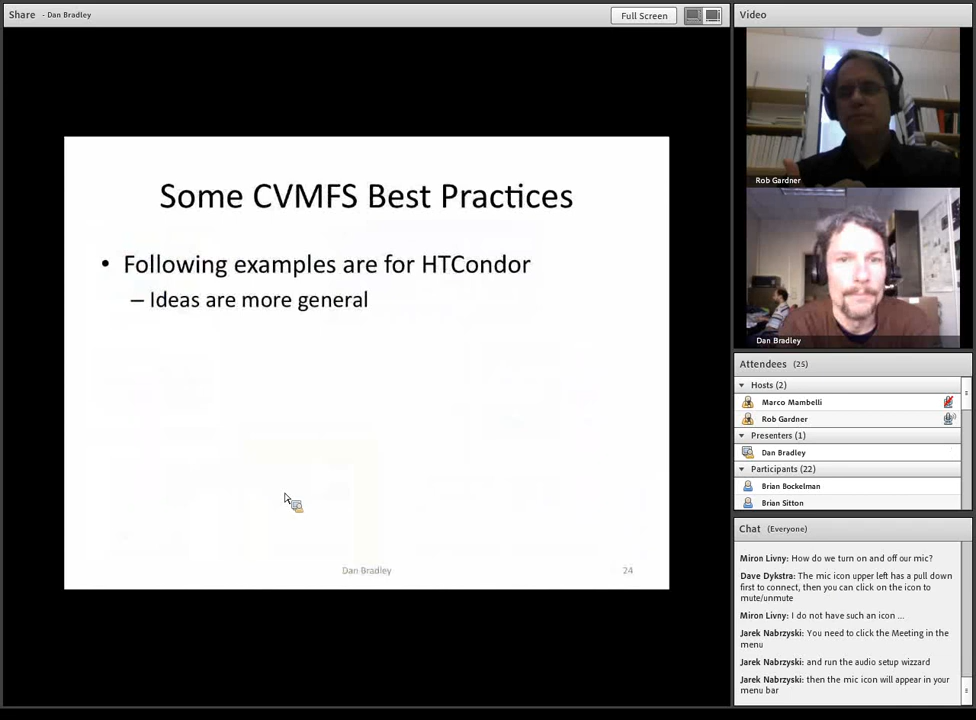 Share - Dan Bradley
Full Screen
Video
Some CVMFS Best Practices
• Following examples are for HTCondor
– Ideas are more general
Dan Bradley
24
Rob Gardner
Dan Bradley
Attendees (25)
Hosts (2)
Marco Mambelli
Rob Gardner
Presenters (1)
Dan Bradley
Participants (22)
Brian Bockelman
Brian Sitton
Chat (Everyone)
Miron Livny: How do we turn on and off our mic?
Dave Dykstra: The mic icon upper left has a pull down
first to connect, then you can click on the icon to
mute/unmute
Miron Livny: I do not have such an icon ...
Jarek Nabrzyski: You need to click the Meeting in the
menu
Jarek Nabrzyski: and run the audio setup wizzard
Jarek Nabrzyski: then the mic icon will appear in your
menu bar